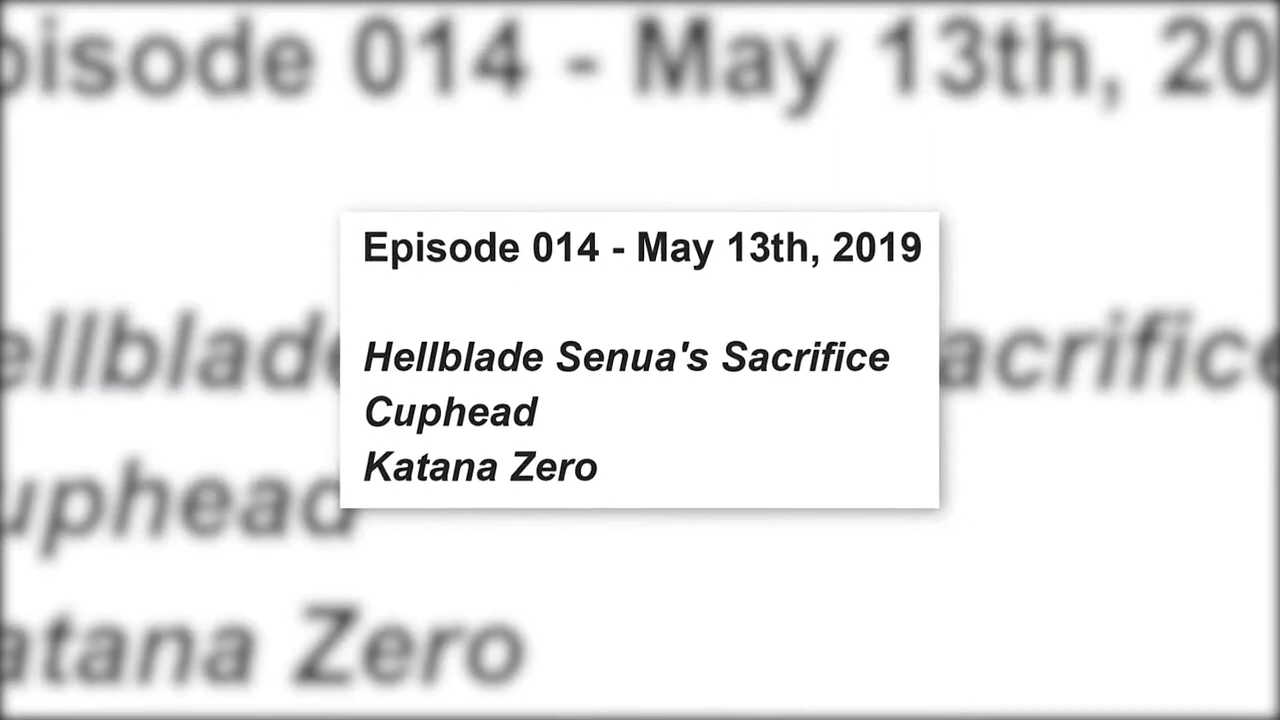 Episode 014 - May 13th, 2019
Hellblade Senua's Sacrifice
Cuphead
Katana Zero